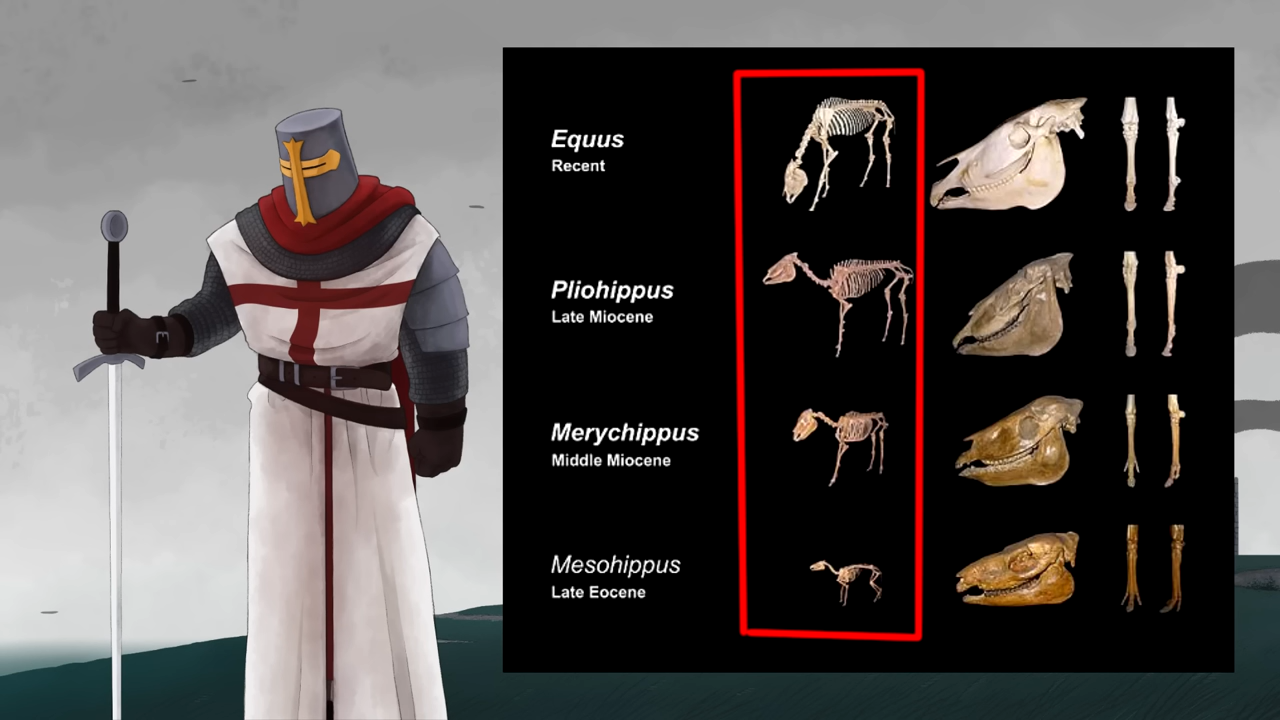 Equus
Recent
Pliohippus
Late Miocene
Merychippus
Middle Miocene
Mesohippus
Late Eocene